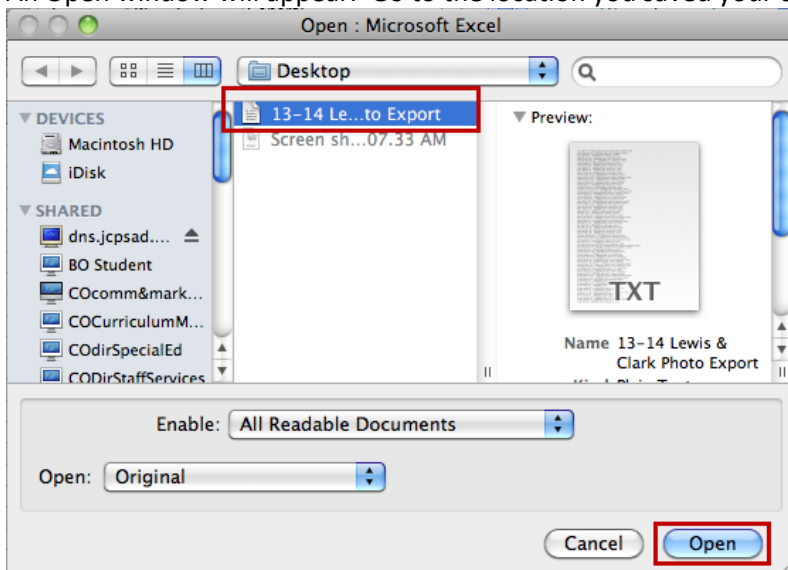 Open : Microsoft Excel
Desktop
DEVICES
Macintosh HD
iDisk
SHARED
dns.jcpsad....
BO Student
COcomm&mark...
COCurriculumM...
COdirSpecialEd
CODirStaffServices
13-14 Le...to Export
Screen sh...07.33 AM
Preview:
TXT
Name 13-14 Lewis &
Clark Photo Export
Enable: All Readable Documents
Open: Original
Cancel
Open